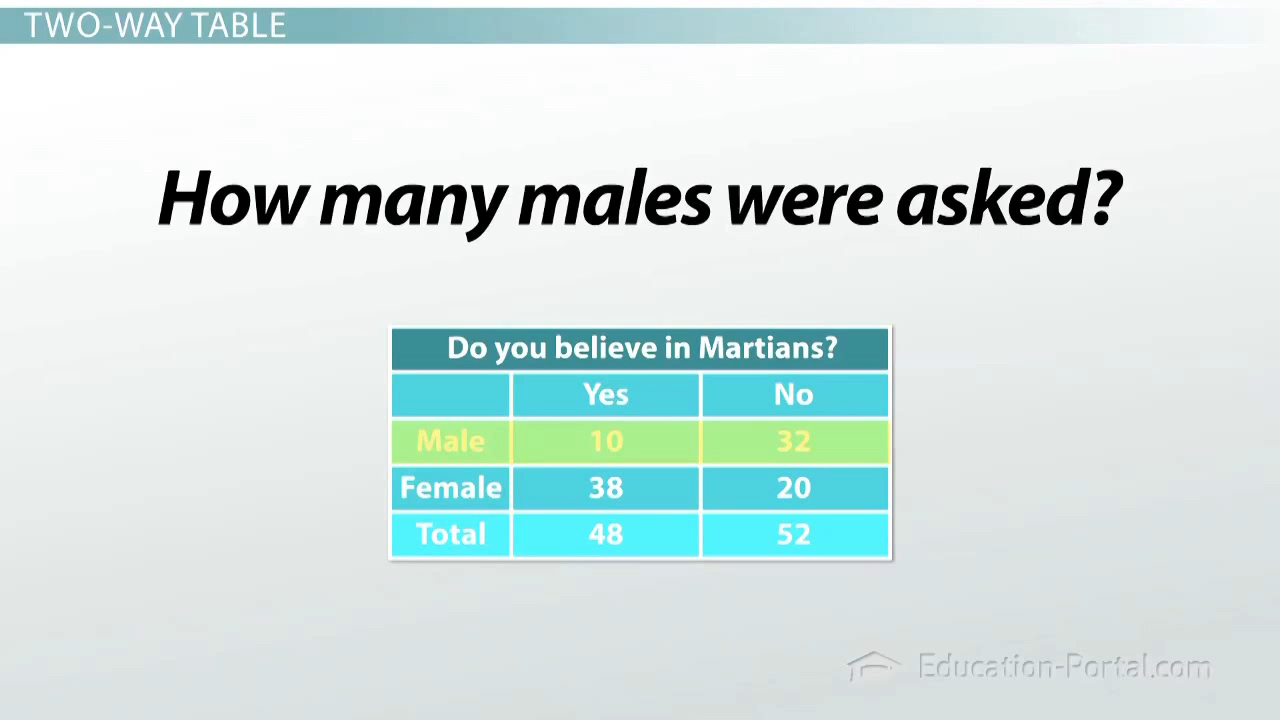 TWO-WAY TABLE
How many males were asked?
Do you believe in Martians?
Yes No
Male 10 32
Female 38 20
Total 48 52
Education-Portal.com